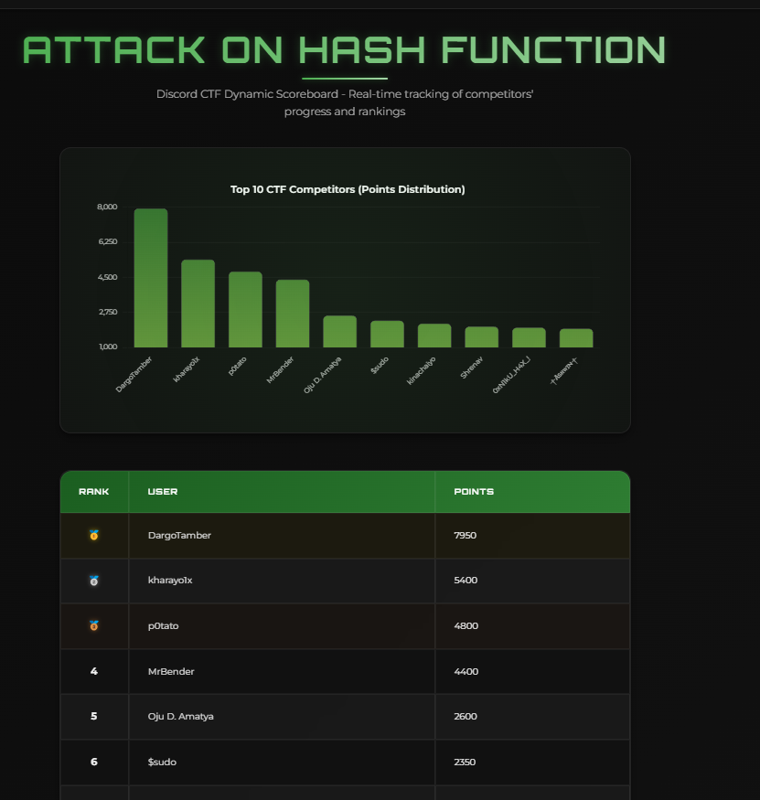 ATTACK ON HASH FUNCTION
Discord CTF Dynamic Scoreboard - Real-time tracking of competitors'
progress and rankings
Top 10 CTF Competitors (Points Distribution)
8,000
6,250
4,500
2,750
1,000
DargoTamber
kharayo1x
p0tato
MrBender
Oju D. Amatya
$sudo
kinachaiyo
Shrenav
RANK USER POINTS
DargoTamber 7950
kharayo1x 5400
p0tato 4800
4 MrBender 4400
5 Oju D. Amatya 2600
6 $sudo 2350